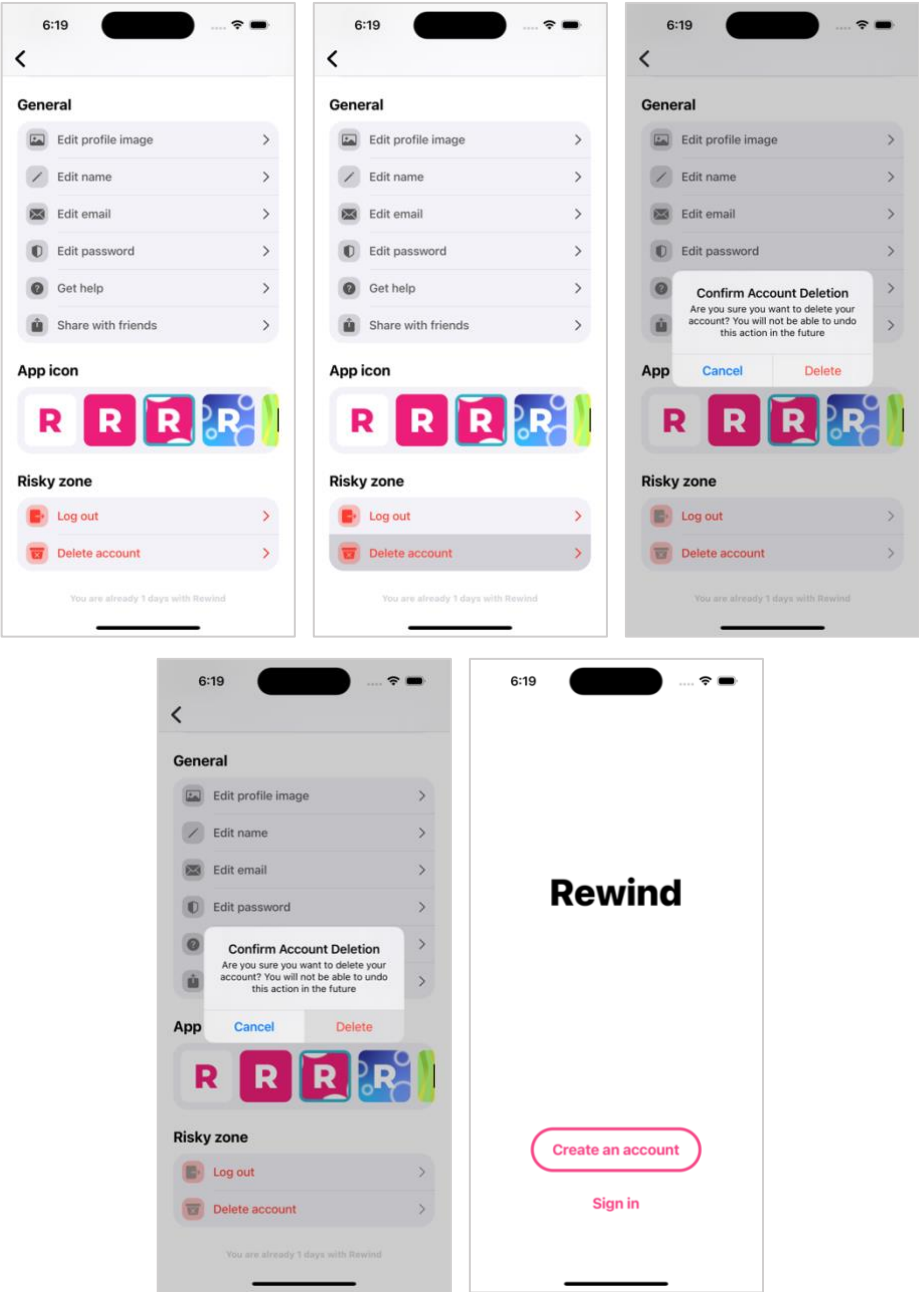 6:19
General
Edit profile image
Edit name
Edit email
Edit password
Get help
Share with friends
App icon
R R R R
Risky zone
Log out
Delete account
You are already 1 days with Rewind
6:19
General
Edit profile image
Edit name
Edit email
Edit password
Get help
Share with friends
App icon
R R R R
Risky zone
Log out
Delete account
You are already 1 days with Rewind
6:19
General
Edit profile image
Edit name
Edit email
Edit password
Confirm Account Deletion
Are you sure you want to delete your
account? You will not be able to undo
this action in the future
Cancel Delete
App
R R R R
Risky zone
Log out
Delete account
You are already 1 days with Rewind
6:19
General
Edit profile image
Edit name
Edit email
Edit password
Confirm Account Deletion
Are you sure you want to delete your
account? You will not be able to undo
this action in the future
Cancel Delete
App
R R R R
Risky zone
Log out
Delete account
You are already 1 days with Rewind
6:19
Rewind
Create an account
Sign in